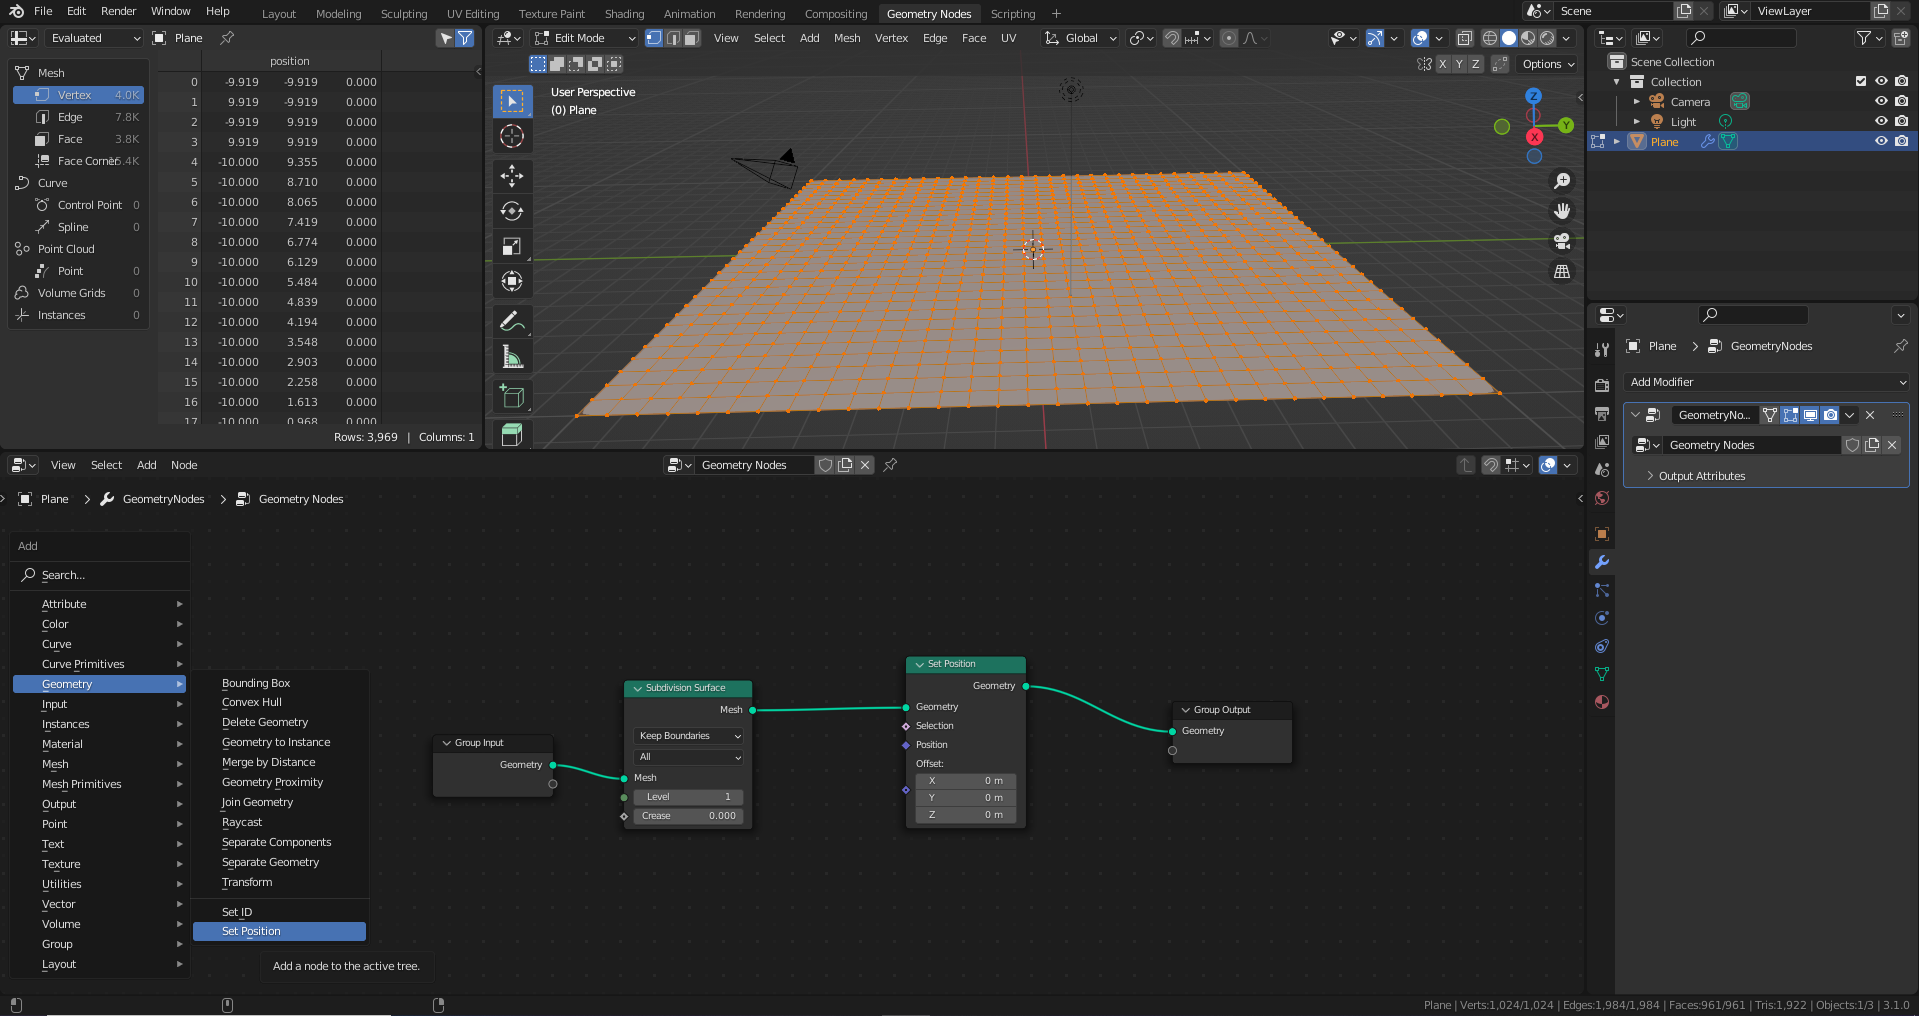 File Edit Render Window Help Layout Modeling Sculpting UV Editing Texture Paint Shading Animation Rendering Compositing Geometry Nodes Scripting + Scene ViewLayer
Evaluated Plane
Edit Mode View Select Add Mesh Vertex Edge Face UV Global
X Y Z Options
position
Mesh
Vertex 4.0K
Edge 7.8K
Face 3.8K
Face Corner
Curve
Control Point 0
Spline 0
Point Cloud
Point 0
Volume Grids 0
Instances 0
0 -9.919 -9.919 0.000
1 9.919 -9.919 0.000
2 -9.919 9.919 0.000
3 9.919 9.919 0.000
4 -10.000 9.355 0.000
5 -10.000 8.710 0.000
6 -10.000 8.065 0.000
7 -10.000 7.419 0.000
8 -10.000 6.774 0.000
9 -10.000 6.129 0.000
10 -10.000 5.484 0.000
11 -10.000 4.839 0.000
12 -10.000 4.194 0.000
13 -10.000 3.548 0.000
14 -10.000 2.903 0.000
15 -10.000 2.258 0.000
16 -10.000 1.613 0.000
17 -10.000 0.968 0.000
Rows: 3,969 | Columns: 1
User Perspective
(0) Plane
Z
Y
X
Scene Collection
Collection
Camera
Light
Plane
Plane > GeometryNodes
Add Modifier
GeometryNo...
Geometry Nodes
Output Attributes
View Select Add Node Geometry Nodes
Plane > GeometryNodes > Geometry Nodes
Add
Search...
Attribute
Color
Curve
Curve Primitives
Geometry
Input
Instances
Material
Mesh
Mesh Primitives
Output
Point
Text
Texture
Utilities
Vector
Volume
Group
Layout
Bounding Box
Convex Hull
Delete Geometry
Geometry to Instance
Merge by Distance
Geometry Proximity
Join Geometry
Raycast
Separate Components
Separate Geometry
Transform
Set ID
Set Position
Add a node to the active tree.
Group Input
Geometry
Subdivision Surface
Mesh
Keep Boundaries
All
Mesh
Level 1
Crease 0.000
Set Position
Geometry
Geometry
Selection
Position
Offset:
X 0 m
Y 0 m
Z 0 m
Group Output
Geometry
Plane | Verts:1,024/1,024 | Edges:1,984/1,984 | Faces:961/961 | Tris:1,922 | Objects:1/3 | 3.1.0